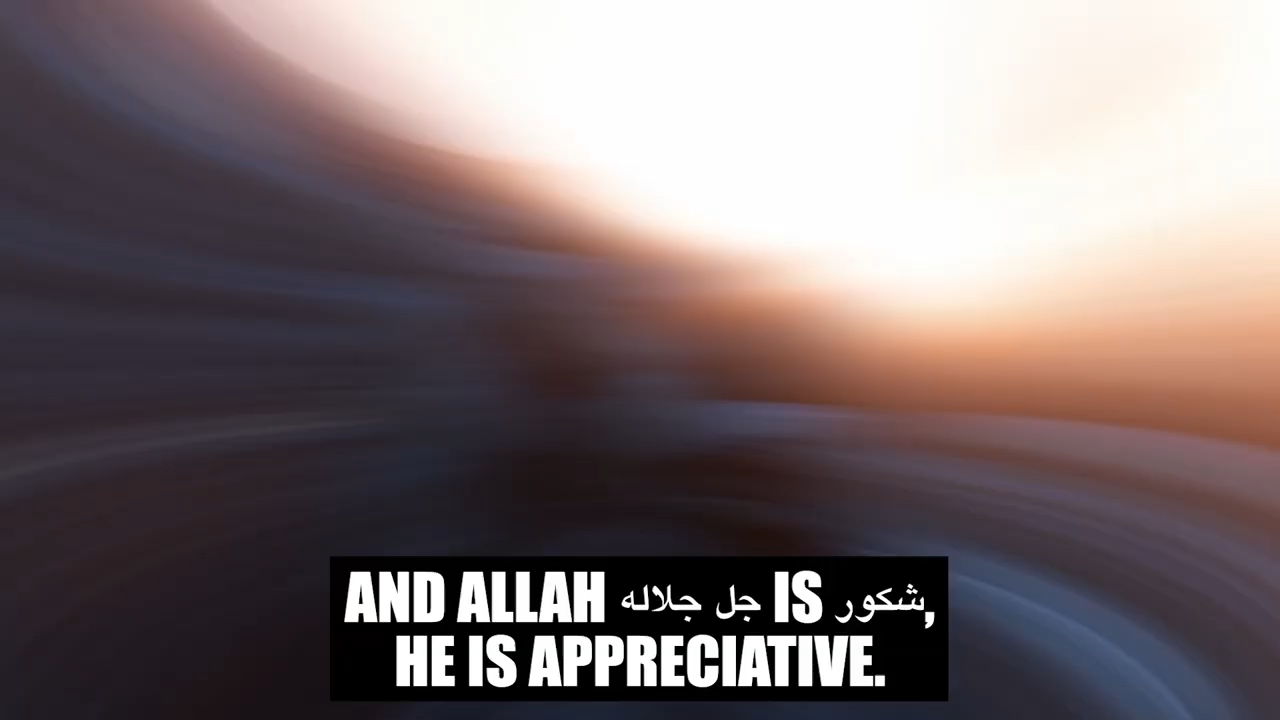 AND ALLAH جل جلاله IS شكور,
HE IS APPRECIATIVE.